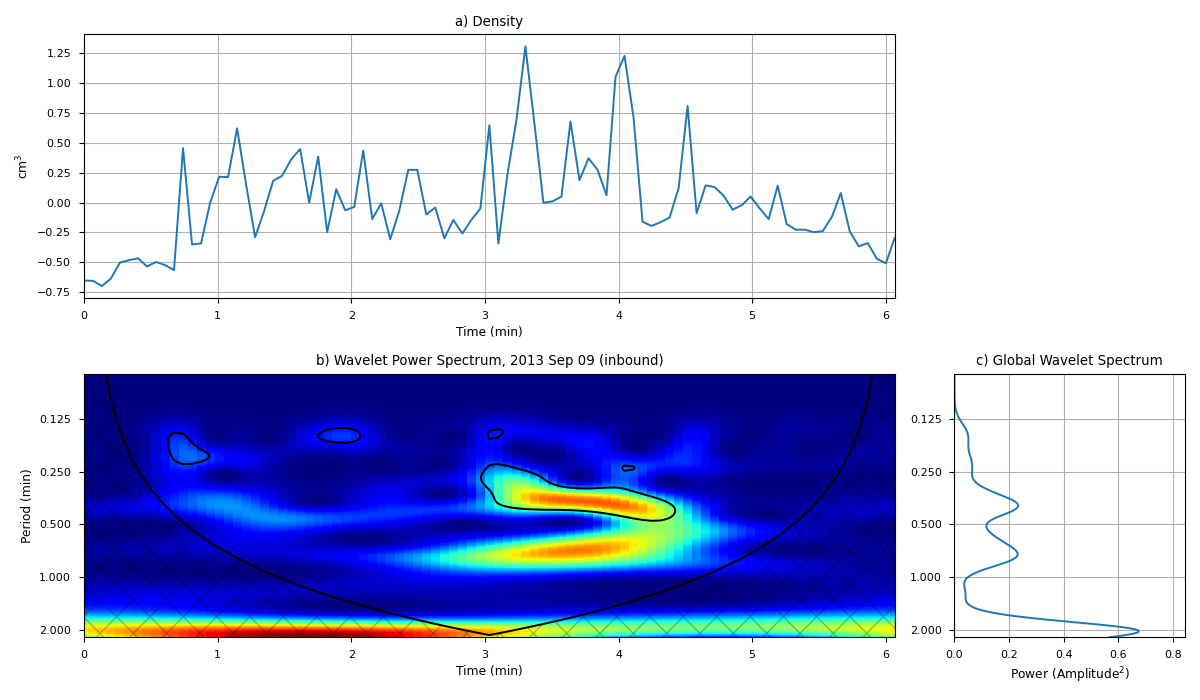 a) Density
1.25
1.00
0.75
0.50
0.25
0.00
−0.25
−0.50
−0.75
cm³
0 1 2 3 4 5 6
Time (min)
b) Wavelet Power Spectrum, 2013 Sep 09 (inbound)
0.125
0.250
0.500
1.000
2.000
Period (min)
0 1 2 3 4 5 6
Time (min)
c) Global Wavelet Spectrum
0.125
0.250
0.500
1.000
2.000
0.0 0.2 0.4 0.6 0.8
Power (Amplitude²)